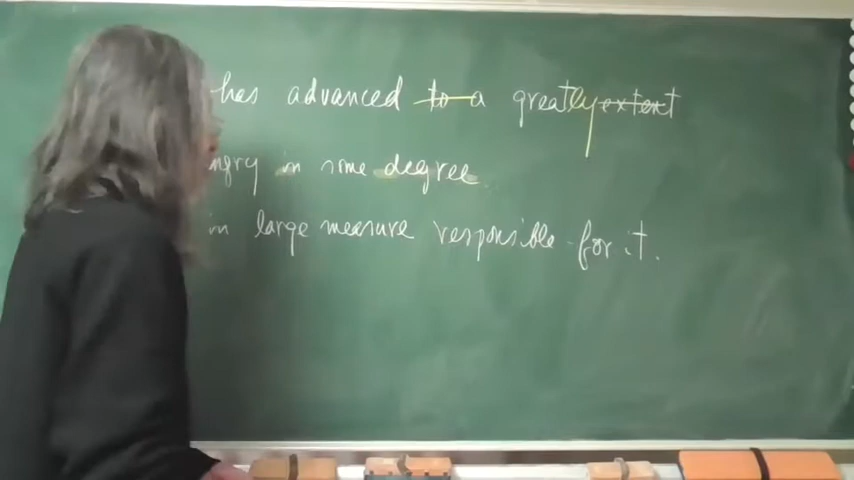 has advanced to a greatly extent
ngry in some degree
in large measure responsible for it.